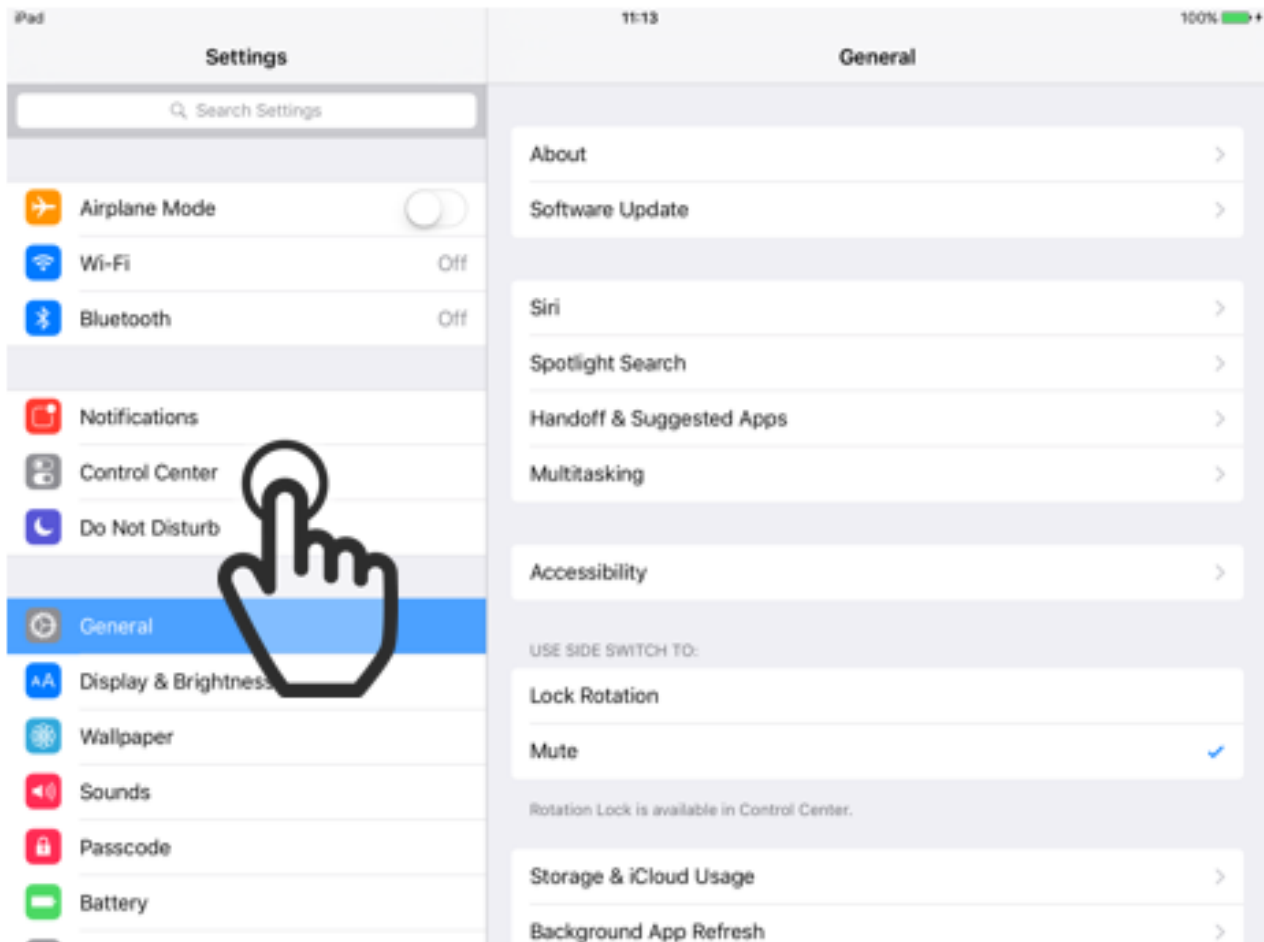 iPad
11:13
100%
Settings
General
Search Settings
Airplane Mode
Wi-Fi
Off
Bluetooth
Off
Notifications
Control Center
Do Not Disturb
General
Display & Brightness
Wallpaper
Sounds
Passcode
Battery
About
Software Update
Siri
Spotlight Search
Handoff & Suggested Apps
Multitasking
Accessibility
USE SIDE SWITCH TO:
Lock Rotation
Mute
Rotation Lock is available in Control Center.
Storage & iCloud Usage
Background App Refresh